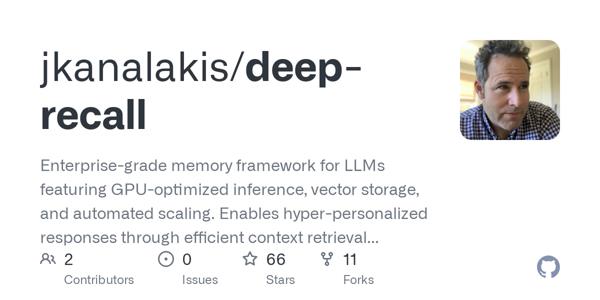 jkanalakis/deep-
recall
Enterprise-grade memory framework for LLMs
featuring GPU-optimized inference, vector storage,
and automated scaling. Enables hyper-personalized
responses through efficient context retrieval...
2 0 66 11
Contributors Issues Stars Forks